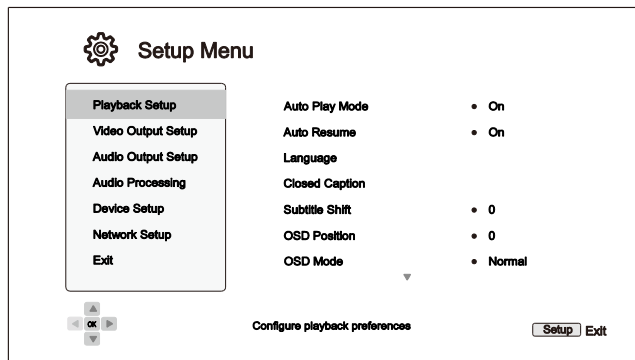 Setup Menu
Playback Setup
Video Output Setup
Audio Output Setup
Audio Processing
Device Setup
Network Setup
Exit
Auto Play Mode • On
Auto Resume • On
Language
Closed Caption
Subtitle Shift • 0
OSD Position • 0
OSD Mode • Normal
OK
Configure playback preferences
Setup Exit